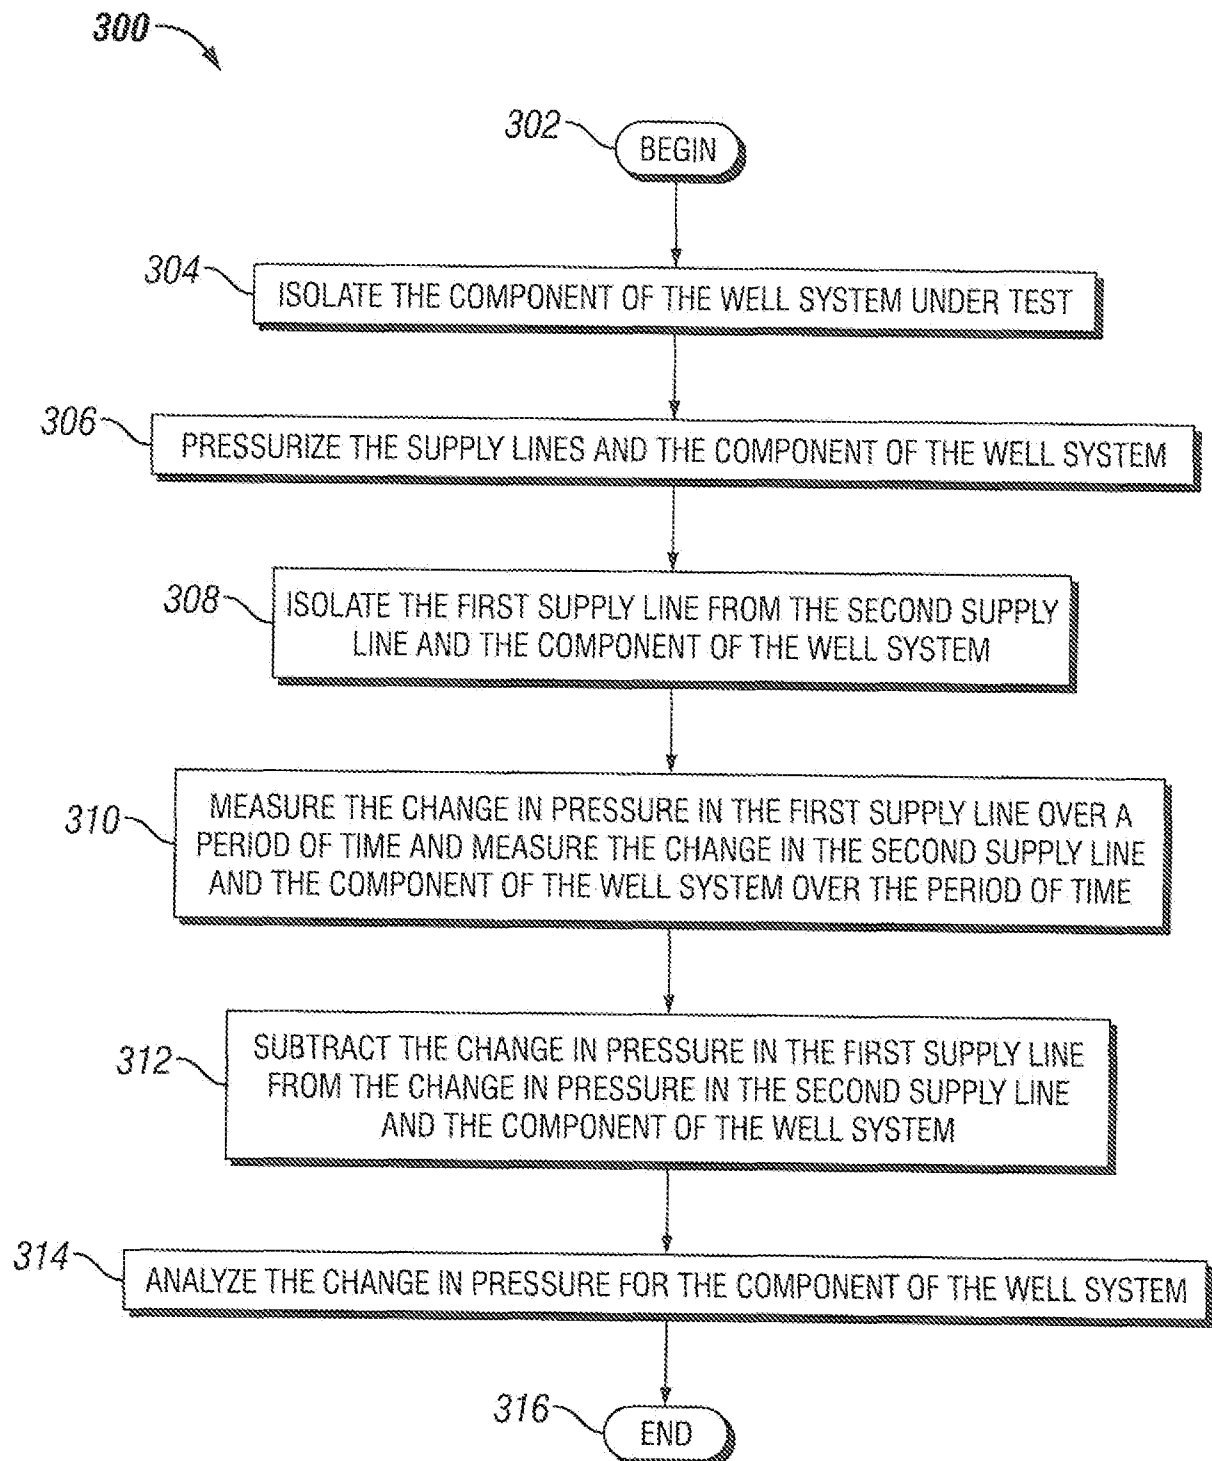 300
302
BEGIN
304
ISOLATE THE COMPONENT OF THE WELL SYSTEM UNDER TEST
306
PRESSURIZE THE SUPPLY LINES AND THE COMPONENT OF THE WELL SYSTEM
308
ISOLATE THE FIRST SUPPLY LINE FROM THE SECOND SUPPLY
LINE AND THE COMPONENT OF THE WELL SYSTEM
310
MEASURE THE CHANGE IN PRESSURE IN THE FIRST SUPPLY LINE OVER A
PERIOD OF TIME AND MEASURE THE CHANGE IN THE SECOND SUPPLY LINE
AND THE COMPONENT OF THE WELL SYSTEM OVER THE PERIOD OF TIME
312
SUBTRACT THE CHANGE IN PRESSURE IN THE FIRST SUPPLY LINE
FROM THE CHANGE IN PRESSURE IN THE SECOND SUPPLY LINE
AND THE COMPONENT OF THE WELL SYSTEM
314
ANALYZE THE CHANGE IN PRESSURE FOR THE COMPONENT OF THE WELL SYSTEM
316
END